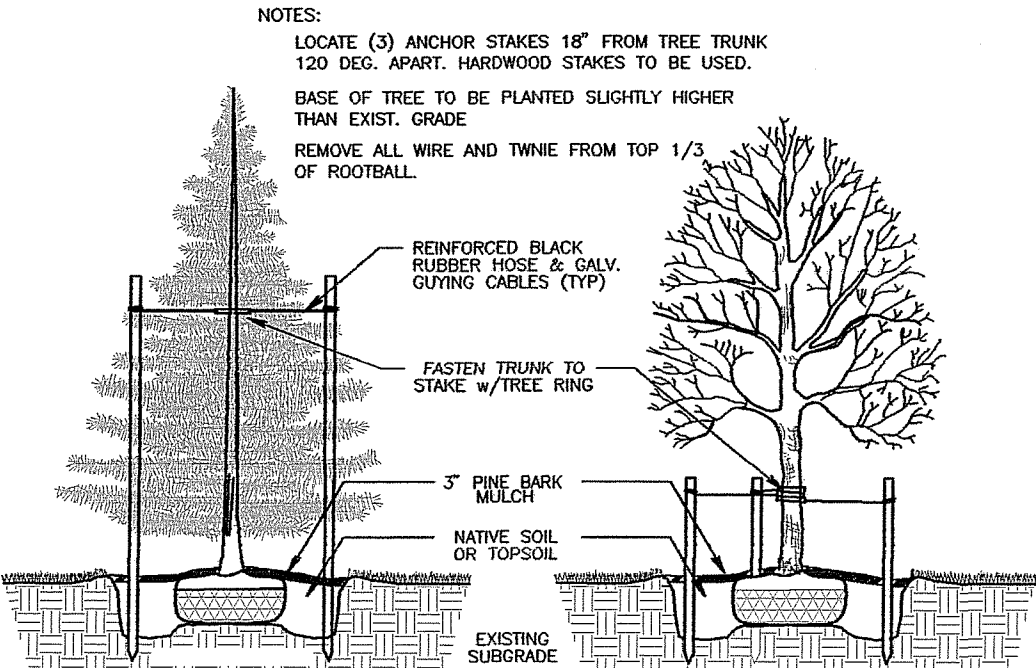 NOTES:
LOCATE (3) ANCHOR STAKES 18" FROM TREE TRUNK
120 DEG. APART. HARDWOOD STAKES TO BE USED.
BASE OF TREE TO BE PLANTED SLIGHTLY HIGHER
THAN EXIST. GRADE
REMOVE ALL WIRE AND TWNIE FROM TOP 1/3
OF ROOTBALL.
REINFORCED BLACK
RUBBER HOSE & GALV.
GUYING CABLES (TYP)
FASTEN TRUNK TO
STAKE w/TREE RING
3" PINE BARK
MULCH
NATIVE SOIL
OR TOPSOIL
EXISTING
SUBGRADE